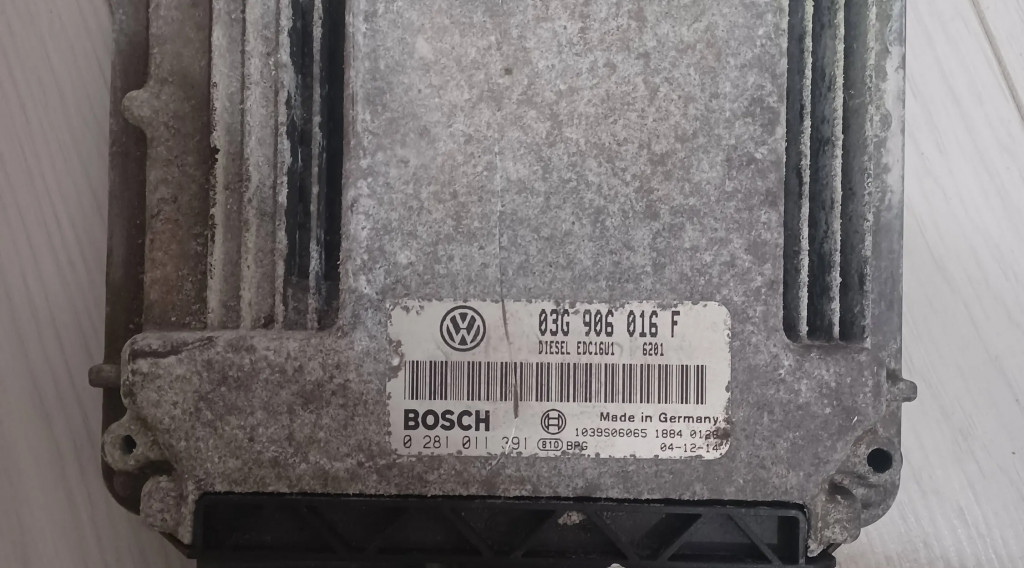 03G 906 016 F
DIESEL EDC16U1 6201
BOSCH
Made in Germany
1039S06065 1884
0 281 011 391 810 BPG 04-12-14